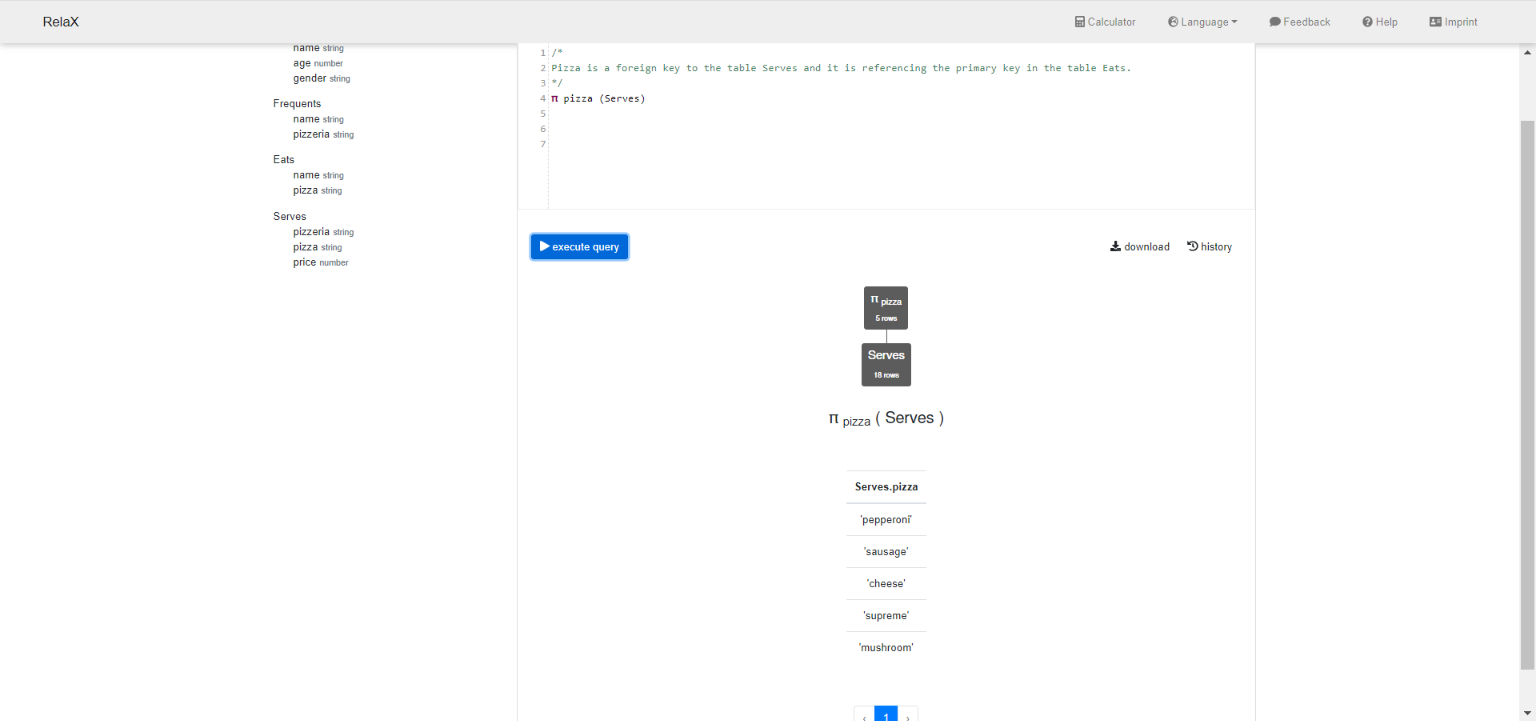 RelaX
Calculator
Language
Feedback
Help
Imprint
name string
age number
gender string
Frequents
name string
pizzeria string
Eats
name string
pizza string
Serves
pizzeria string
pizza string
price number
1 /*
2 Pizza is a foreign key to the table Serves and it is referencing the primary key in the table Eats.
3 */
4 π pizza (Serves)
5
6
7
execute query
download
history
π pizza
5 rows
Serves
18 rows
π pizza ( Serves )
Serves.pizza
'pepperoni'
'sausage'
'cheese'
'supreme'
'mushroom'
‹ 1 ›